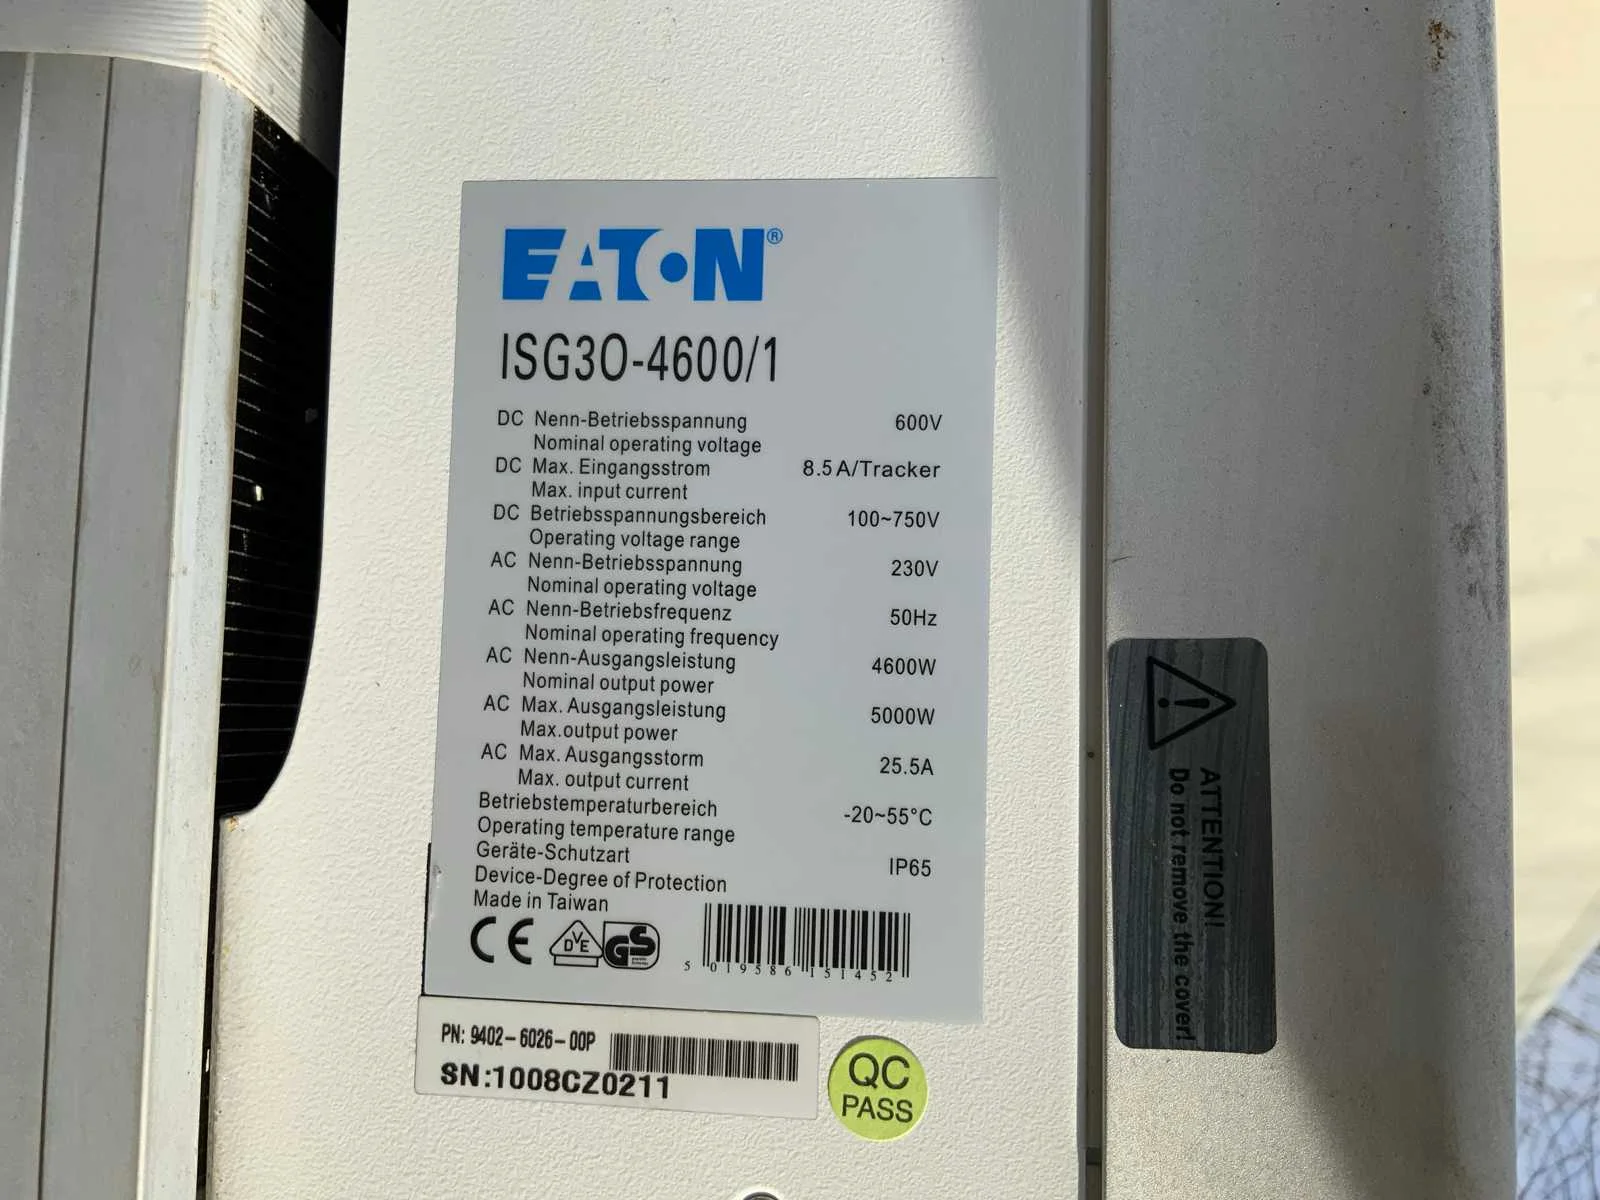 EATON®
ISG3O-4600/1
DC Nenn-Betriebsspannung 600V
Nominal operating voltage
DC Max. Eingangsstrom 8.5A/Tracker
Max. input current
DC Betriebsspannungsbereich 100~750V
Operating voltage range
AC Nenn-Betriebsspannung 230V
Nominal operating voltage
AC Nenn-Betriebsfrequenz 50Hz
Nominal operating frequency
AC Nenn-Ausgangsleistung 4600W
Nominal output power
AC Max. Ausgangsleistung 5000W
Max.output power
AC Max. Ausgangsstorm 25.5A
Max. output current
Betriebstemperaturbereich -20~55°C
Operating temperature range
Geräte-Schutzart IP65
Device-Degree of Protection
Made in Taiwan
CE DVE GS
5 019586 151452
PN: 9402-6026-00P
SN:1008CZ0211
QC
PASS
ATTENTION!
Do not remove the cover!